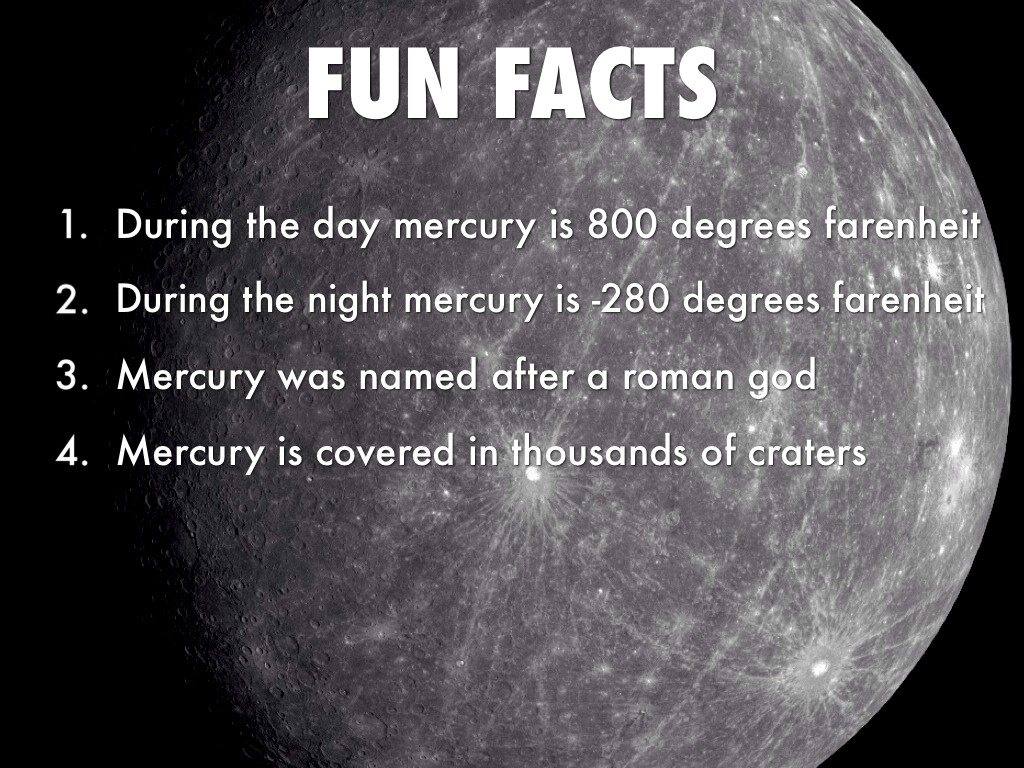 FUN FACTS
1. During the day mercury is 800 degrees farenheit
2. During the night mercury is -280 degrees farenheit
3. Mercury was named after a roman god
4. Mercury is covered in thousands of craters